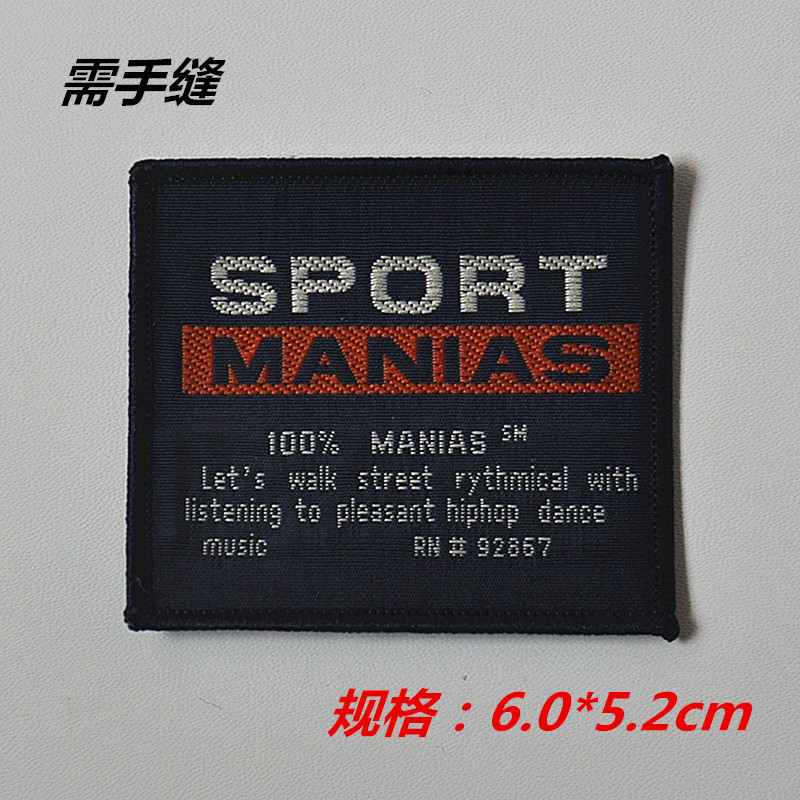 需手缝
SPORT
MANIAS
100% MANIAS SM
Let's walk street rythmical with
listening to pleasant hiphop dance
music RN # 92867
规格：6.0*5.2cm